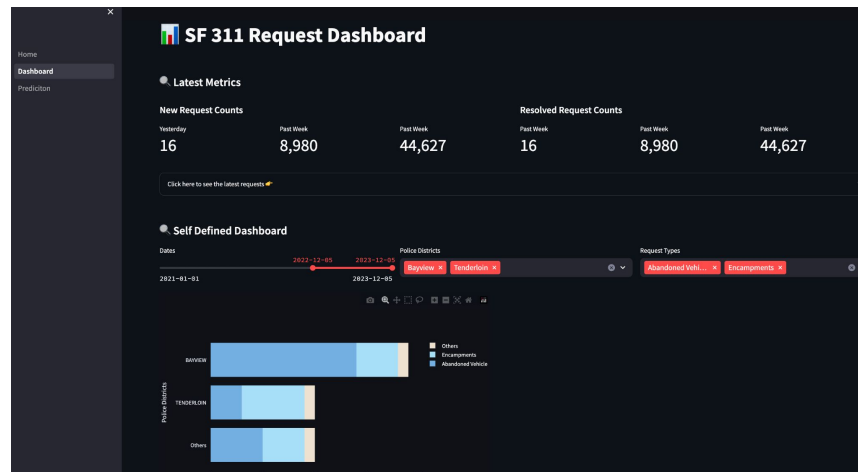 ×
Home
Dashboard
Prediciton
SF 311 Request Dashboard
Latest Metrics
New Request Counts
Resolved Request Counts
Yesterday Past Week Past Week Past Week Past Week Past Week
16 8,980 44,627 16 8,980 44,627
Click here to see the latest requests
Self Defined Dashboard
Dates Police Districts Request Types
2022-12-05 2023-12-05
Bayview × Tenderloin × Abandoned Vehi... × Encampments ×
2021-01-01 2023-12-05
Others
Encampments
Abandoned Vehicle
Police Districts
BAYVIEW
TENDERLOIN
Others